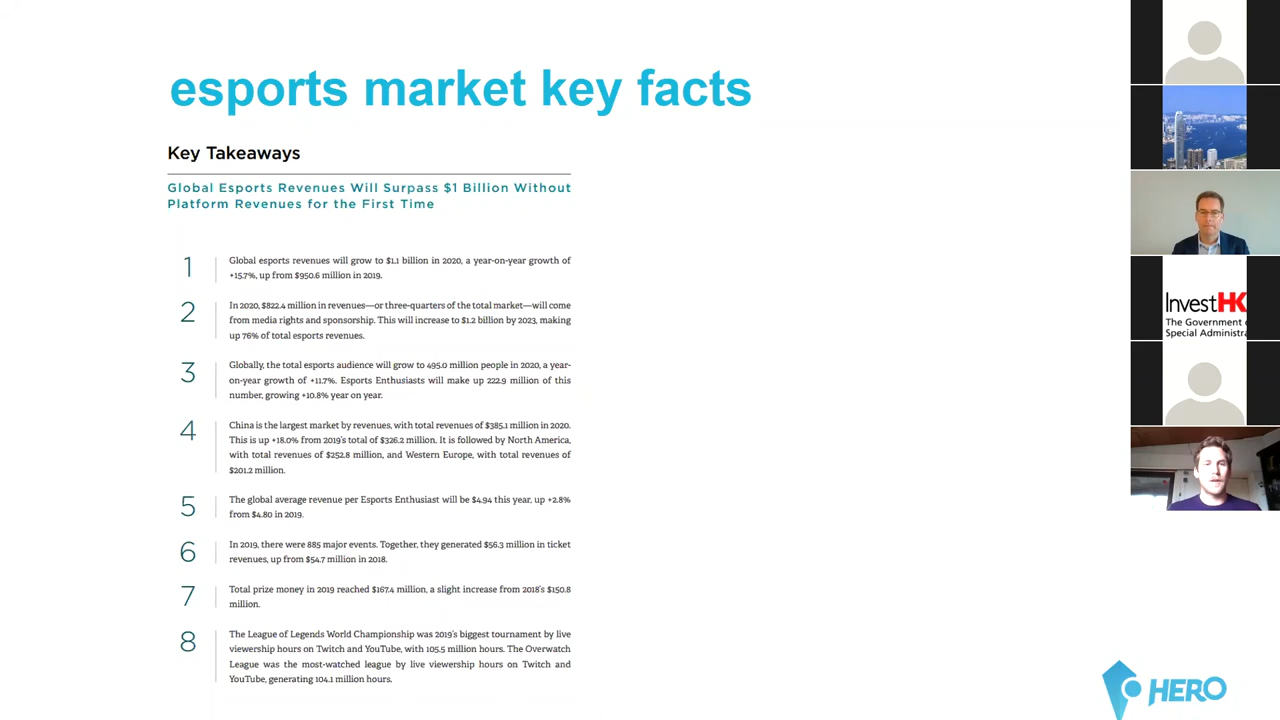 esports market key facts
Key Takeaways
Global Esports Revenues Will Surpass $1 Billion Without
Platform Revenues for the First Time
1
Global esports revenues will grow to $1.1 billion in 2020, a year-on-year growth of
+15.7%, up from $950.6 million in 2019.
2
In 2020, $822.4 million in revenues—or three-quarters of the total market—will come
from media rights and sponsorship. This will increase to $1.2 billion by 2023, making
up 76% of total esports revenues.
3
Globally, the total esports audience will grow to 495.0 million people in 2020, a year-
on-year growth of +11.7%. Esports Enthusiasts will make up 222.9 million of this
number, growing +10.8% year on year.
4
China is the largest market by revenues, with total revenues of $385.1 million in 2020.
This is up +18.0% from 2019's total of $326.2 million. It is followed by North America,
with total revenues of $252.8 million, and Western Europe, with total revenues of
$201.2 million.
5
The global average revenue per Esports Enthusiast will be $4.94 this year, up +2.8%
from $4.80 in 2019.
6
In 2019, there were 885 major events. Together, they generated $56.3 million in ticket
revenues, up from $54.7 million in 2018.
7
Total prize money in 2019 reached $167.4 million, a slight increase from 2018's $150.8
million.
8
The League of Legends World Championship was 2019's biggest tournament by live
viewership hours on Twitch and YouTube, with 105.5 million hours. The Overwatch
League was the most-watched league by live viewership hours on Twitch and
YouTube, generating 104.1 million hours.
InvestHK
The Government
Special Administra
HERO